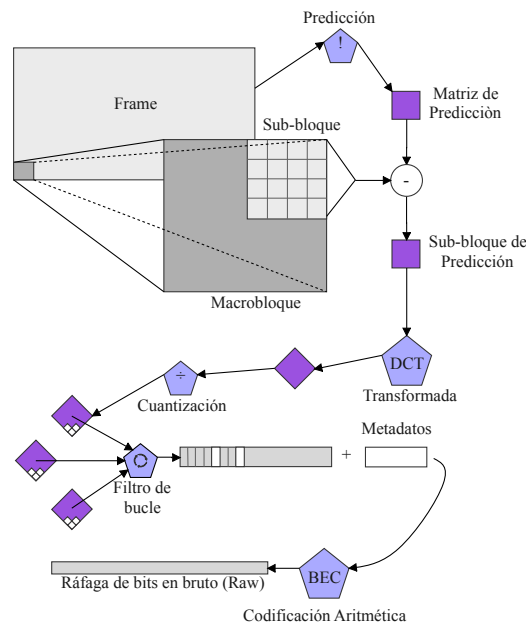 Predicción
!
Frame
Matriz de
Predicciòn
Sub-bloque
-
Sub-bloque de
Predicción
Macrobloque
DCT
Transformada
÷
Cuantización
Metadatos
+
Filtro de
bucle
BEC
Ráfaga de bits en bruto (Raw)
Codificación Aritmética